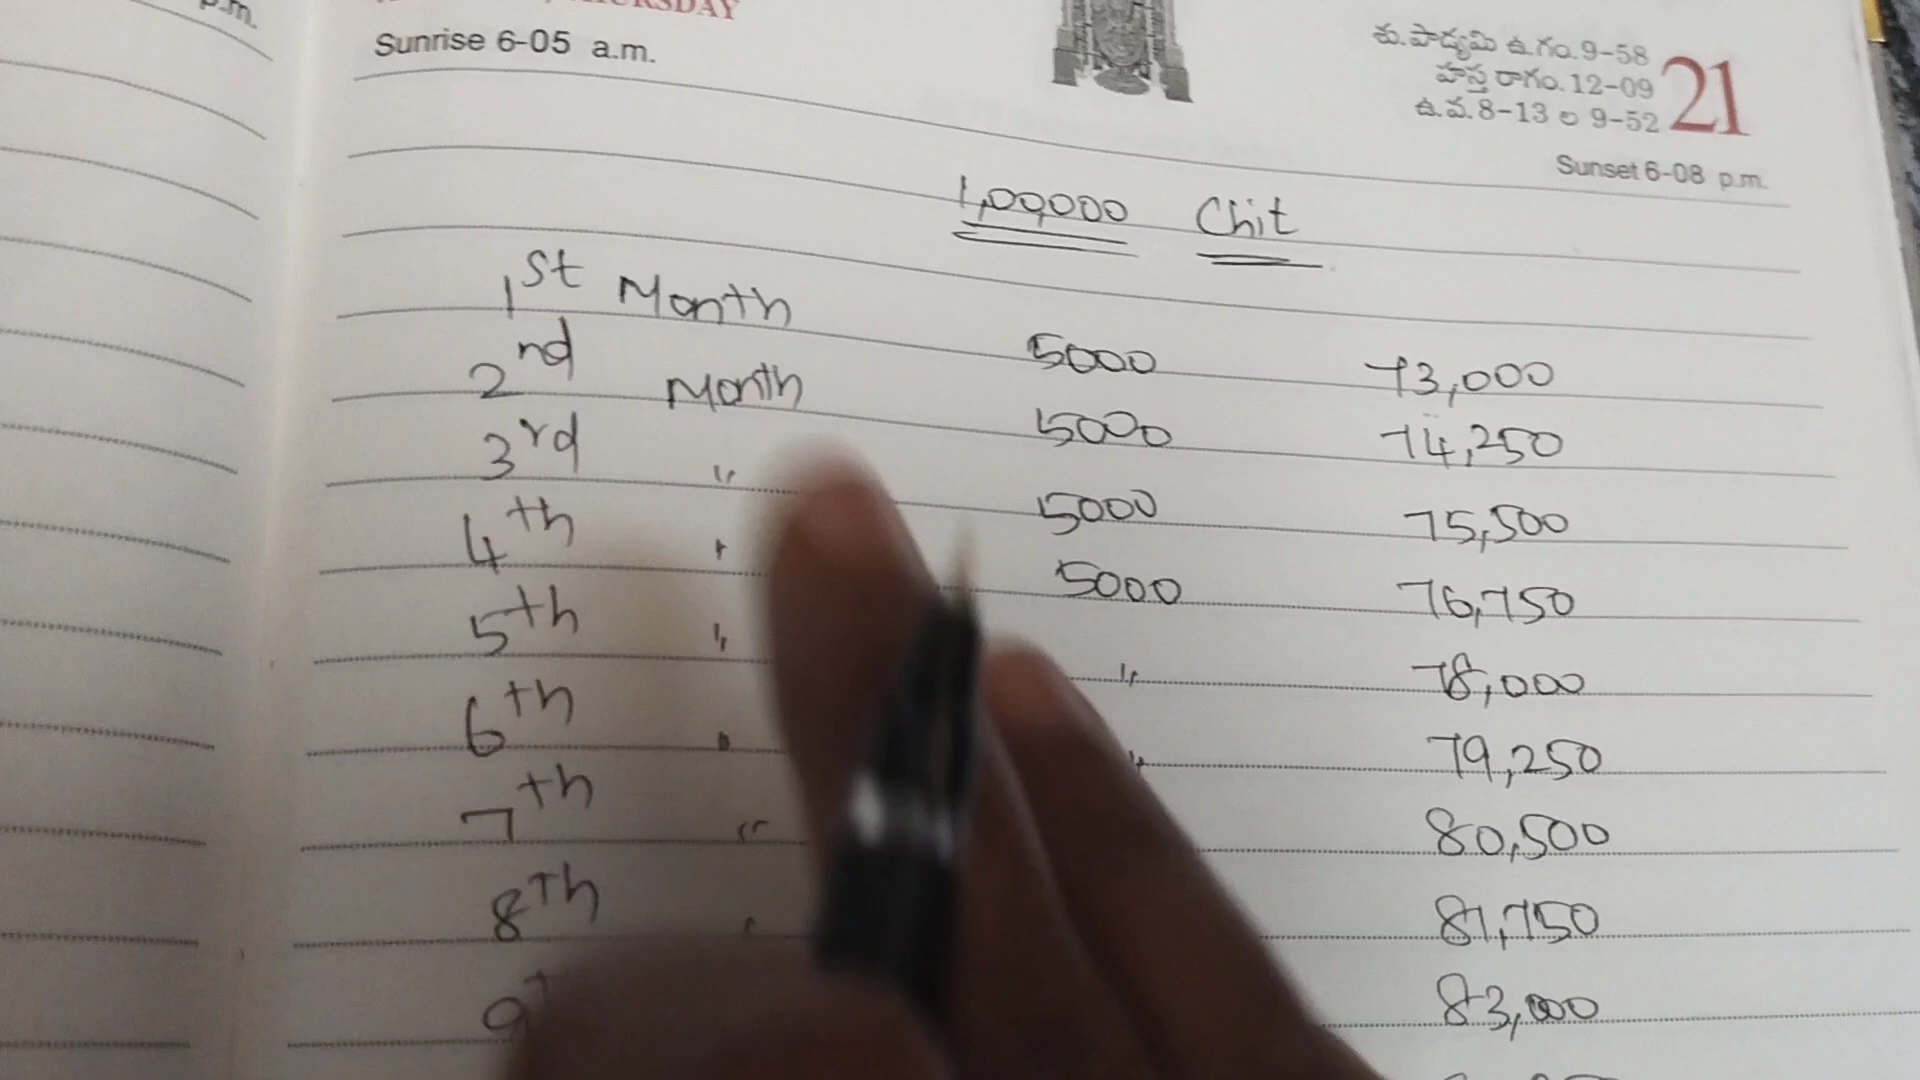 p.m.
Sunrise 6-05 a.m.
శు.పాడ్యమి ఉ.గం.9-58
హస్త రా.గం.12-09
ఉ.వ.8-13 ల 9-52
21
Sunset 6-08 p.m.
1,00,000 Chit
1st Month 5000 73,000
2nd Month 5000 74,250
3rd " 5000 75,500
4th " 5000 76,750
5th " " 78,000
6th " " 79,250
7th " 80,500
8th " 81,750
9 83,000